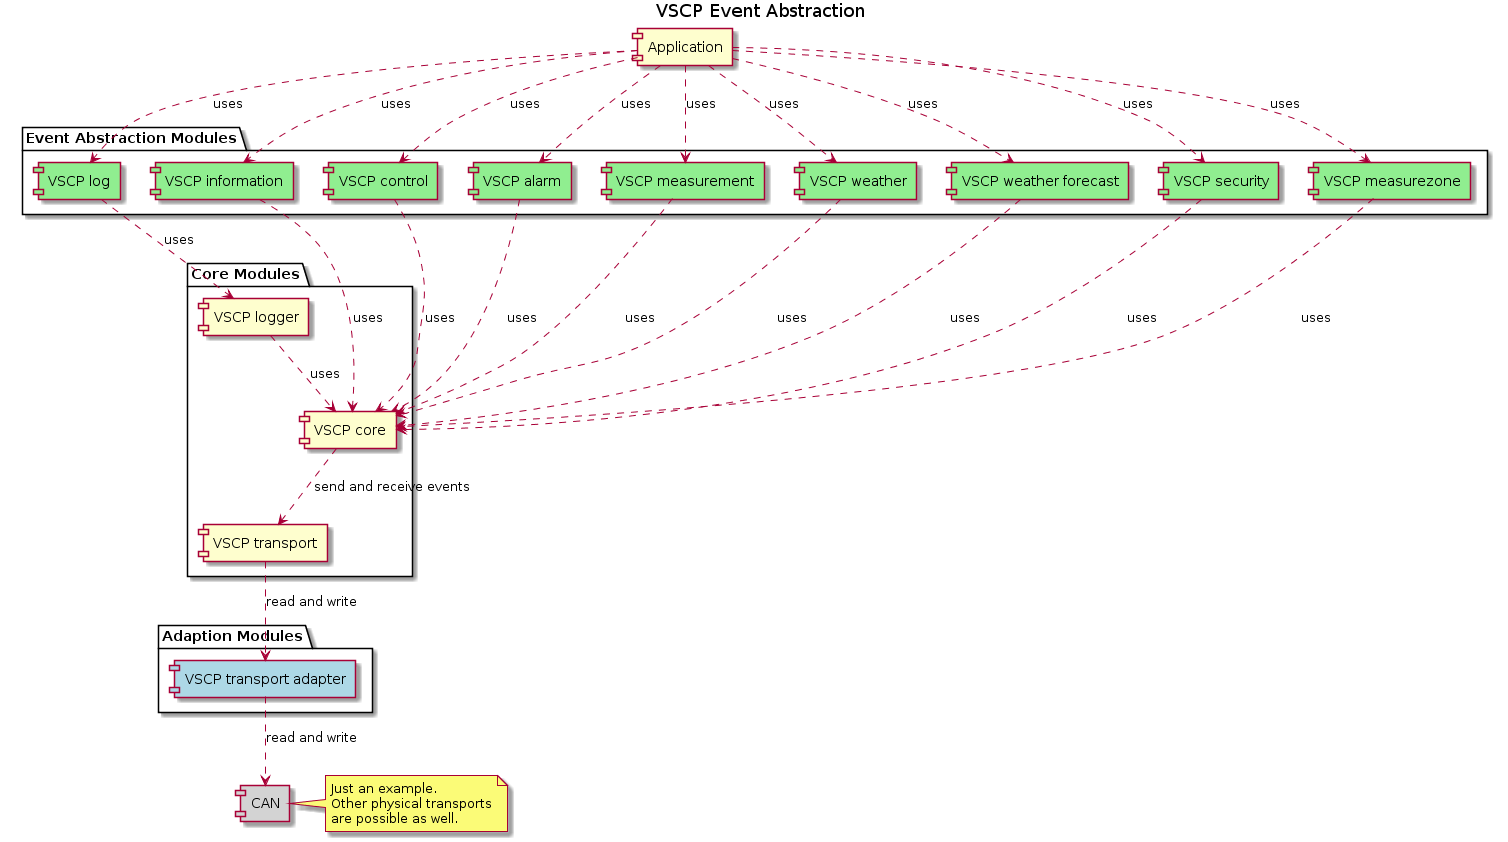 VSCP Event Abstraction
Application
uses
uses
uses
uses
uses
uses
uses
uses
uses
Event Abstraction Modules
VSCP log
VSCP information
VSCP control
VSCP alarm
VSCP measurement
VSCP weather
VSCP weather forecast
VSCP security
VSCP measurezone
uses
Core Modules
VSCP logger
uses
uses
uses
uses
uses
uses
uses
uses
uses
VSCP core
send and receive events
VSCP transport
read and write
Adaption Modules
VSCP transport adapter
read and write
CAN
Just an example.
Other physical transports
are possible as well.